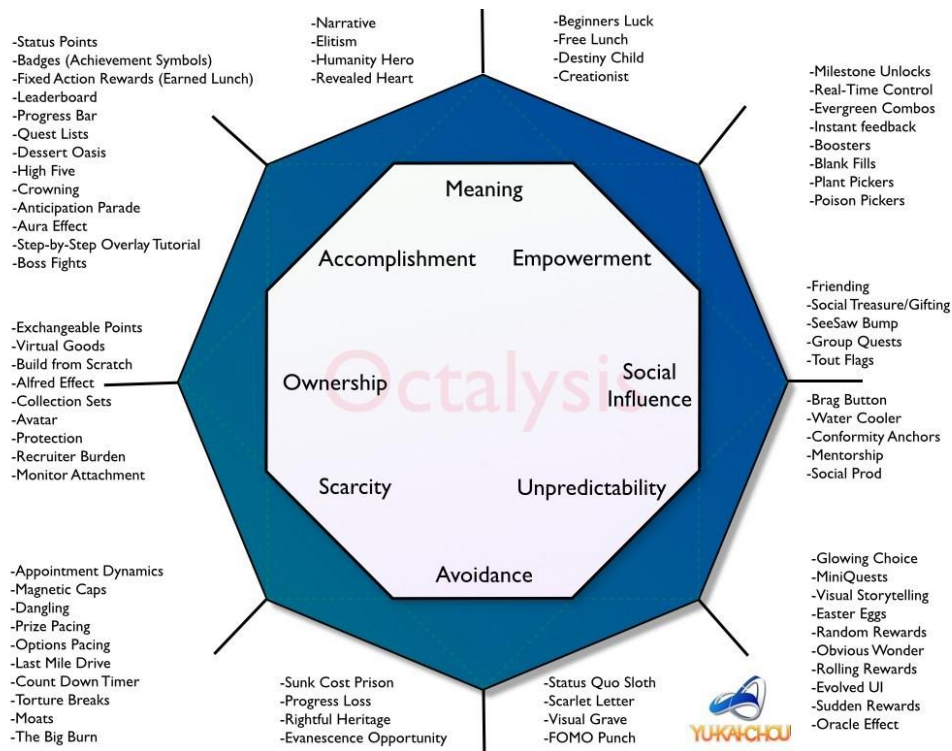 -Narrative
-Elitism
-Humanity Hero
-Revealed Heart
-Beginners Luck
-Free Lunch
-Destiny Child
-Creationist
-Status Points
-Badges (Achievement Symbols)
-Fixed Action Rewards (Earned Lunch)
-Leaderboard
-Progress Bar
-Quest Lists
-Dessert Oasis
-High Five
-Crowning
-Anticipation Parade
-Aura Effect
-Step-by-Step Overlay Tutorial
-Boss Fights
-Milestone Unlocks
-Real-Time Control
-Evergreen Combos
-Instant feedback
-Boosters
-Blank Fills
-Plant Pickers
-Poison Pickers
Meaning
Accomplishment
Empowerment
Ownership
Octalysis
Social
Influence
Scarcity
Unpredictability
Avoidance
-Exchangeable Points
-Virtual Goods
-Build from Scratch
-Alfred Effect
-Collection Sets
-Avatar
-Protection
-Recruiter Burden
-Monitor Attachment
-Friending
-Social Treasure/Gifting
-SeeSaw Bump
-Group Quests
-Tout Flags
-Brag Button
-Water Cooler
-Conformity Anchors
-Mentorship
-Social Prod
-Appointment Dynamics
-Magnetic Caps
-Dangling
-Prize Pacing
-Options Pacing
-Last Mile Drive
-Count Down Timer
-Torture Breaks
-Moats
-The Big Burn
-Sunk Cost Prison
-Progress Loss
-Rightful Heritage
-Evanescence Opportunity
-Status Quo Sloth
-Scarlet Letter
-Visual Grave
-FOMO Punch
-Glowing Choice
-MiniQuests
-Visual Storytelling
-Easter Eggs
-Random Rewards
-Obvious Wonder
-Rolling Rewards
-Evolved UI
-Sudden Rewards
-Oracle Effect
YU-KAI-CHOU